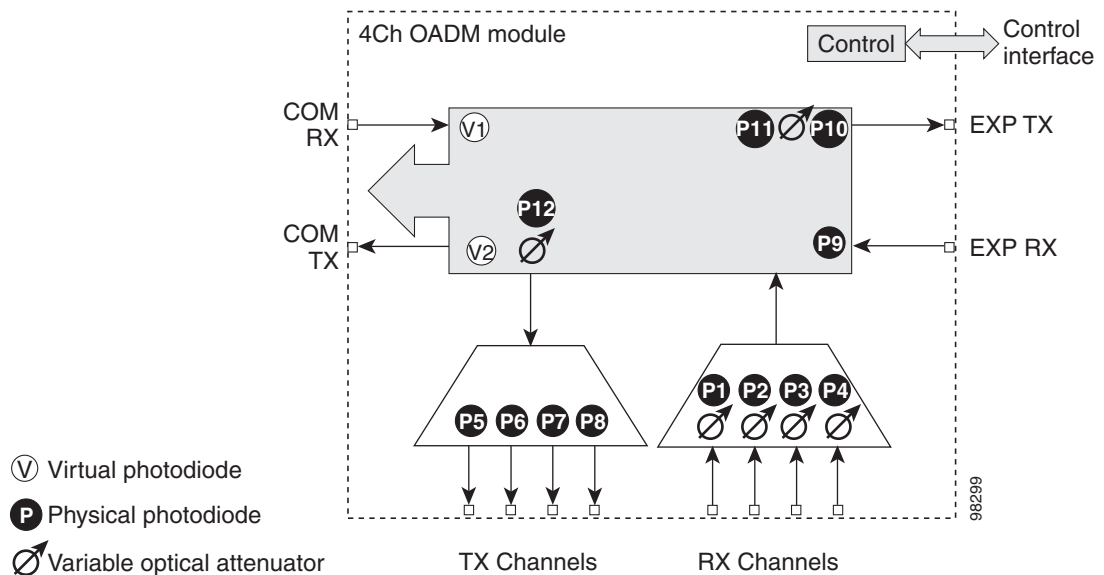 4Ch OADM module
Control
Control
interface
COM
RX
V1
P11
P10
EXP TX
P12
COM
TX
V2
P9
EXP RX
P1
P2
P3
P4
P5
P6
P7
P8
V Virtual photodiode
P Physical photodiode
Variable optical attenuator
TX Channels
RX Channels
98299